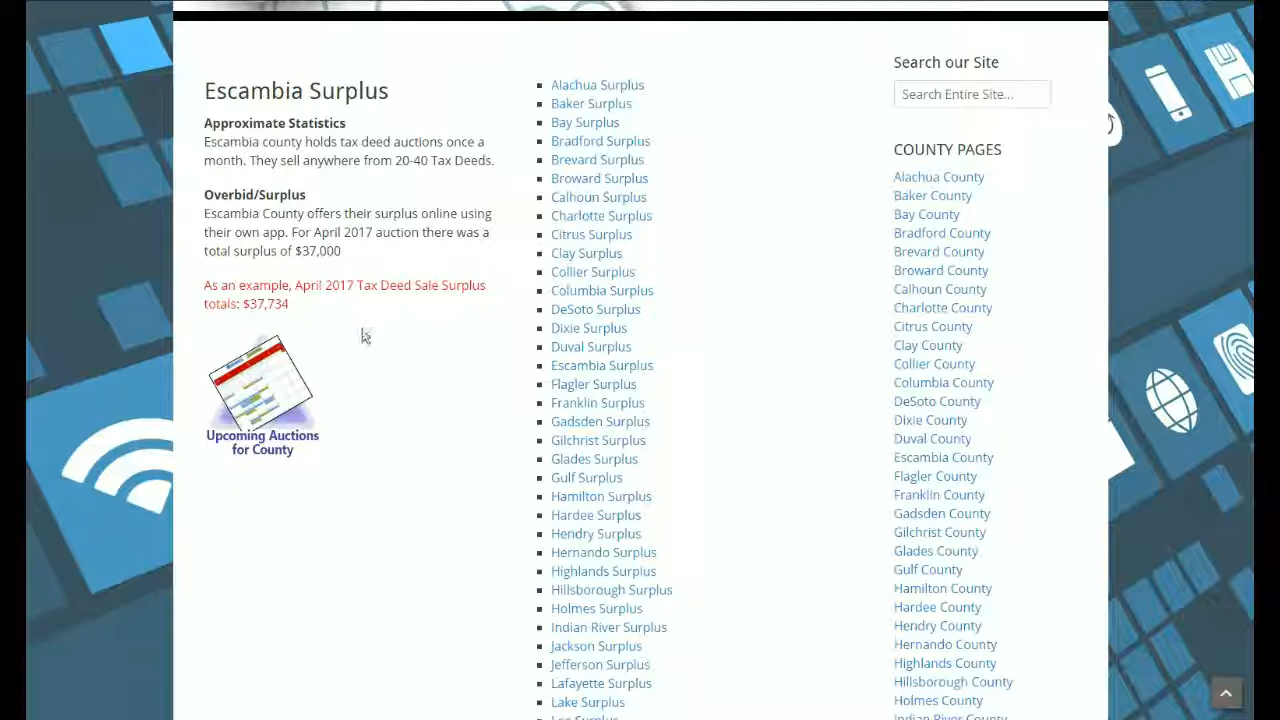 Escambia Surplus
Approximate Statistics
Escambia county holds tax deed auctions once a
month. They sell anywhere from 20-40 Tax Deeds.
Overbid/Surplus
Escambia County offers their surplus online using
their own app. For April 2017 auction there was a
total surplus of $37,000
As an example, April 2017 Tax Deed Sale Surplus
totals: $37,734
Upcoming Auctions
for County
Alachua Surplus
Baker Surplus
Bay Surplus
Bradford Surplus
Brevard Surplus
Broward Surplus
Calhoun Surplus
Charlotte Surplus
Citrus Surplus
Clay Surplus
Collier Surplus
Columbia Surplus
DeSoto Surplus
Dixie Surplus
Duval Surplus
Escambia Surplus
Flagler Surplus
Franklin Surplus
Gadsden Surplus
Gilchrist Surplus
Glades Surplus
Gulf Surplus
Hamilton Surplus
Hardee Surplus
Hendry Surplus
Hernando Surplus
Highlands Surplus
Hillsborough Surplus
Holmes Surplus
Indian River Surplus
Jackson Surplus
Jefferson Surplus
Lafayette Surplus
Lake Surplus
Search our Site
Search Entire Site...
COUNTY PAGES
Alachua County
Baker County
Bay County
Bradford County
Brevard County
Broward County
Calhoun County
Charlotte County
Citrus County
Clay County
Collier County
Columbia County
DeSoto County
Dixie County
Duval County
Escambia County
Flagler County
Franklin County
Gadsden County
Gilchrist County
Glades County
Gulf County
Hamilton County
Hardee County
Hendry County
Hernando County
Highlands County
Hillsborough County
Holmes County
Indian River County